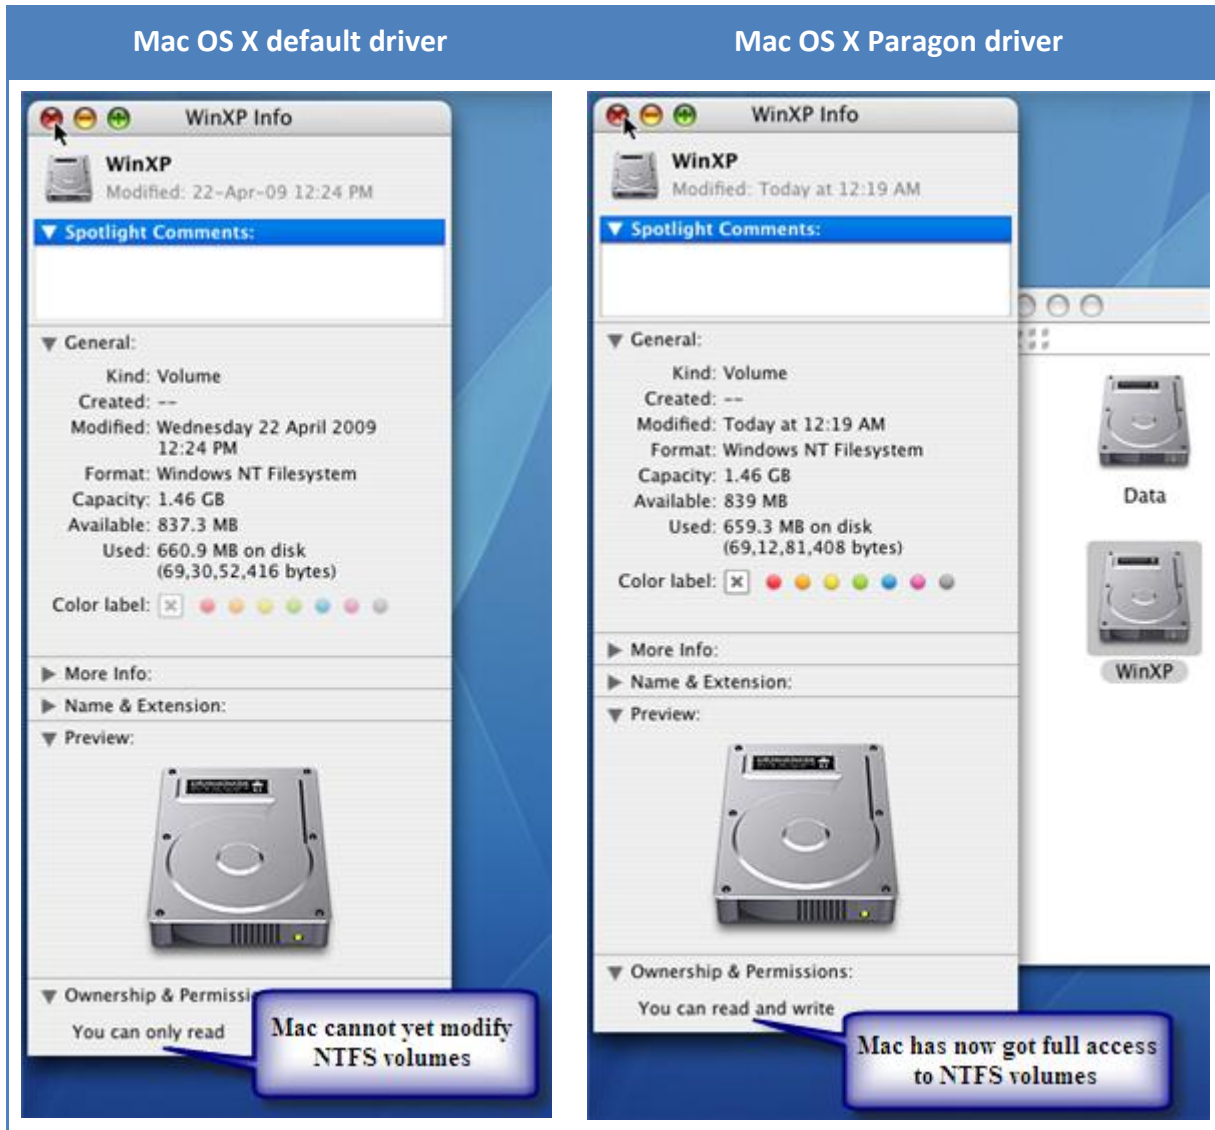 Mac OS X default driver
Mac OS X Paragon driver
WinXP Info
WinXP
Modified: 22-Apr-09 12:24 PM
Spotlight Comments:
General:
Kind: Volume
Created: --
Modified: Wednesday 22 April 2009
12:24 PM
Format: Windows NT Filesystem
Capacity: 1.46 GB
Available: 837.3 MB
Used: 660.9 MB on disk
(69,30,52,416 bytes)
Color label:
More Info:
Name & Extension:
Preview:
Ownership & Permissi
You can only read
Mac cannot yet modify
NTFS volumes
WinXP Info
WinXP
Modified: Today at 12:19 AM
Spotlight Comments:
General:
Kind: Volume
Created: --
Modified: Today at 12:19 AM
Format: Windows NT Filesystem
Capacity: 1.46 GB
Available: 839 MB
Used: 659.3 MB on disk
(69,12,81,408 bytes)
Color label:
More Info:
Name & Extension:
Preview:
Ownership & Permissions:
You can read and write
Mac has now got full access
to NTFS volumes
Data
WinXP